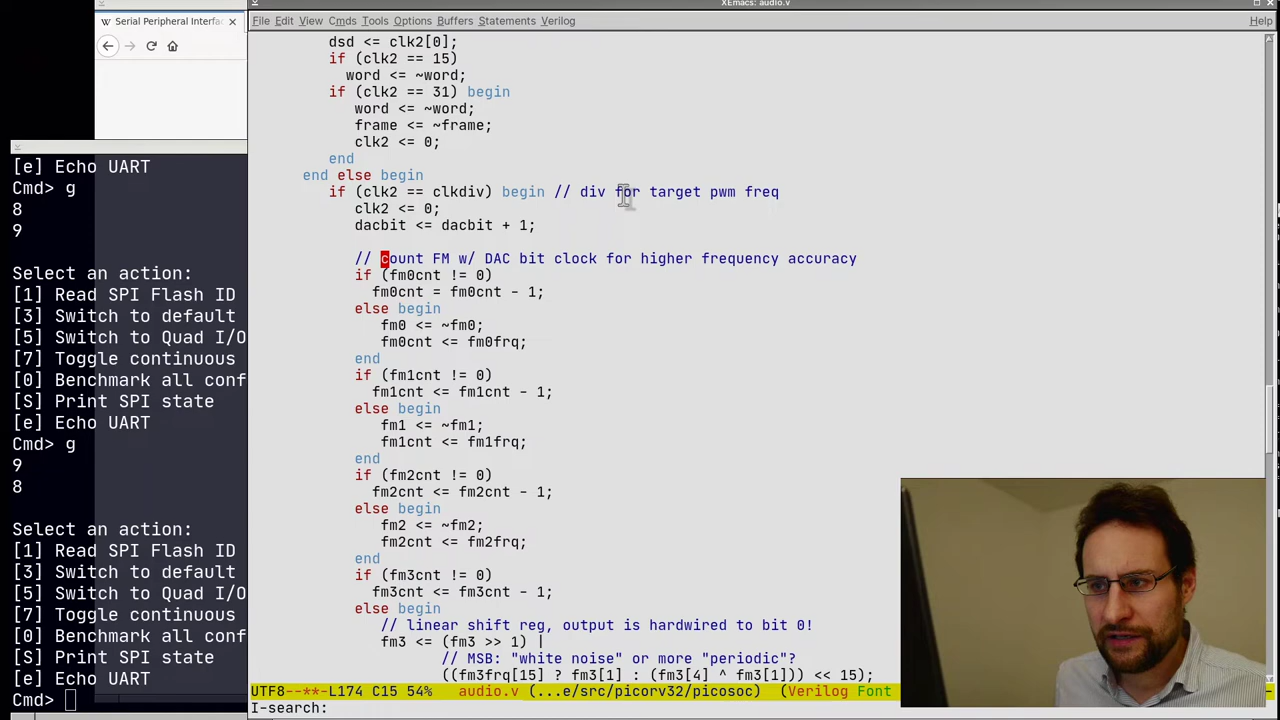 XEmacs: audio.v
Serial Peripheral Interfa
File Edit View Cmds Tools Options Buffers Statements Verilog Help
dsd <= clk2[0];
if (clk2 == 15)
word <= ~word;
if (clk2 == 31) begin
word <= ~word;
frame <= ~frame;
clk2 <= 0;
end
end else begin
if (clk2 == clkdiv) begin // div for target pwm freq
clk2 <= 0;
dacbit <= dacbit + 1;
// count FM w/ DAC bit clock for higher frequency accuracy
if (fm0cnt != 0)
fm0cnt = fm0cnt - 1;
else begin
fm0 <= ~fm0;
fm0cnt <= fm0frq;
end
if (fm1cnt != 0)
fm1cnt <= fm1cnt - 1;
else begin
fm1 <= ~fm1;
fm1cnt <= fm1frq;
end
if (fm2cnt != 0)
fm2cnt <= fm2cnt - 1;
else begin
fm2 <= ~fm2;
fm2cnt <= fm2frq;
end
if (fm3cnt != 0)
fm3cnt <= fm3cnt - 1;
else begin
// linear shift reg, output is hardwired to bit 0!
fm3 <= (fm3 >> 1) |
// MSB: "white noise" or more "periodic"?
((fm3frq[15] ? fm3[1] : (fm3[4] ^ fm3[1])) << 15);
UTF8--**-L174 C15 54% audio.v (...e/src/picorv32/picosoc) (Verilog Font
I-search:
[e] Echo UART
Cmd> g
8
9
Select an action:
[1] Read SPI Flash ID
[3] Switch to default
[5] Switch to Quad I/O
[7] Toggle continuous
[0] Benchmark all conf
[S] Print SPI state
[e] Echo UART
Cmd> g
9
8
Select an action:
[1] Read SPI Flash ID
[3] Switch to default
[5] Switch to Quad I/O
[7] Toggle continuous
[0] Benchmark all conf
[S] Print SPI state
[e] Echo UART
Cmd>